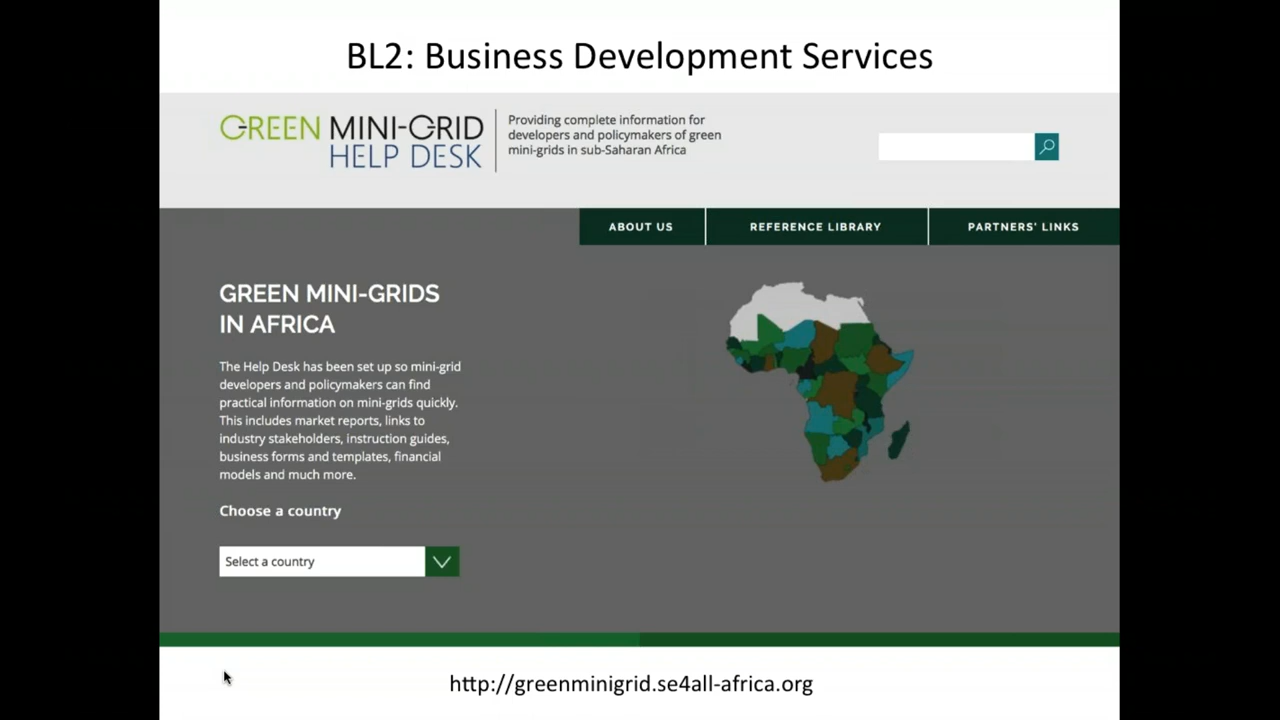 BL2: Business Development Services
GREEN MINI-GRID
HELP DESK
Providing complete information for
developers and policymakers of green
mini-grids in sub-Saharan Africa
ABOUT US
REFERENCE LIBRARY
PARTNERS' LINKS
GREEN MINI-GRIDS
IN AFRICA
The Help Desk has been set up so mini-grid
developers and policymakers can find
practical information on mini-grids quickly.
This includes market reports, links to
industry stakeholders, instruction guides,
business forms and templates, financial
models and much more.
Choose a country
Select a country
http://greenminigrid.se4all-africa.org